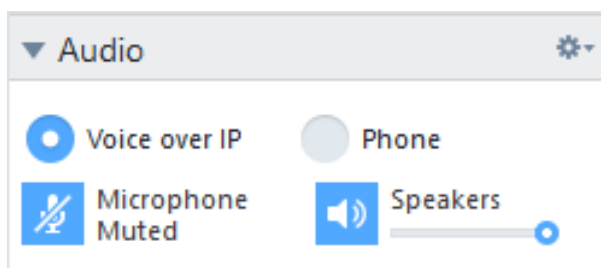 Audio
Voice over IP
Phone
Microphone
Muted
Speakers